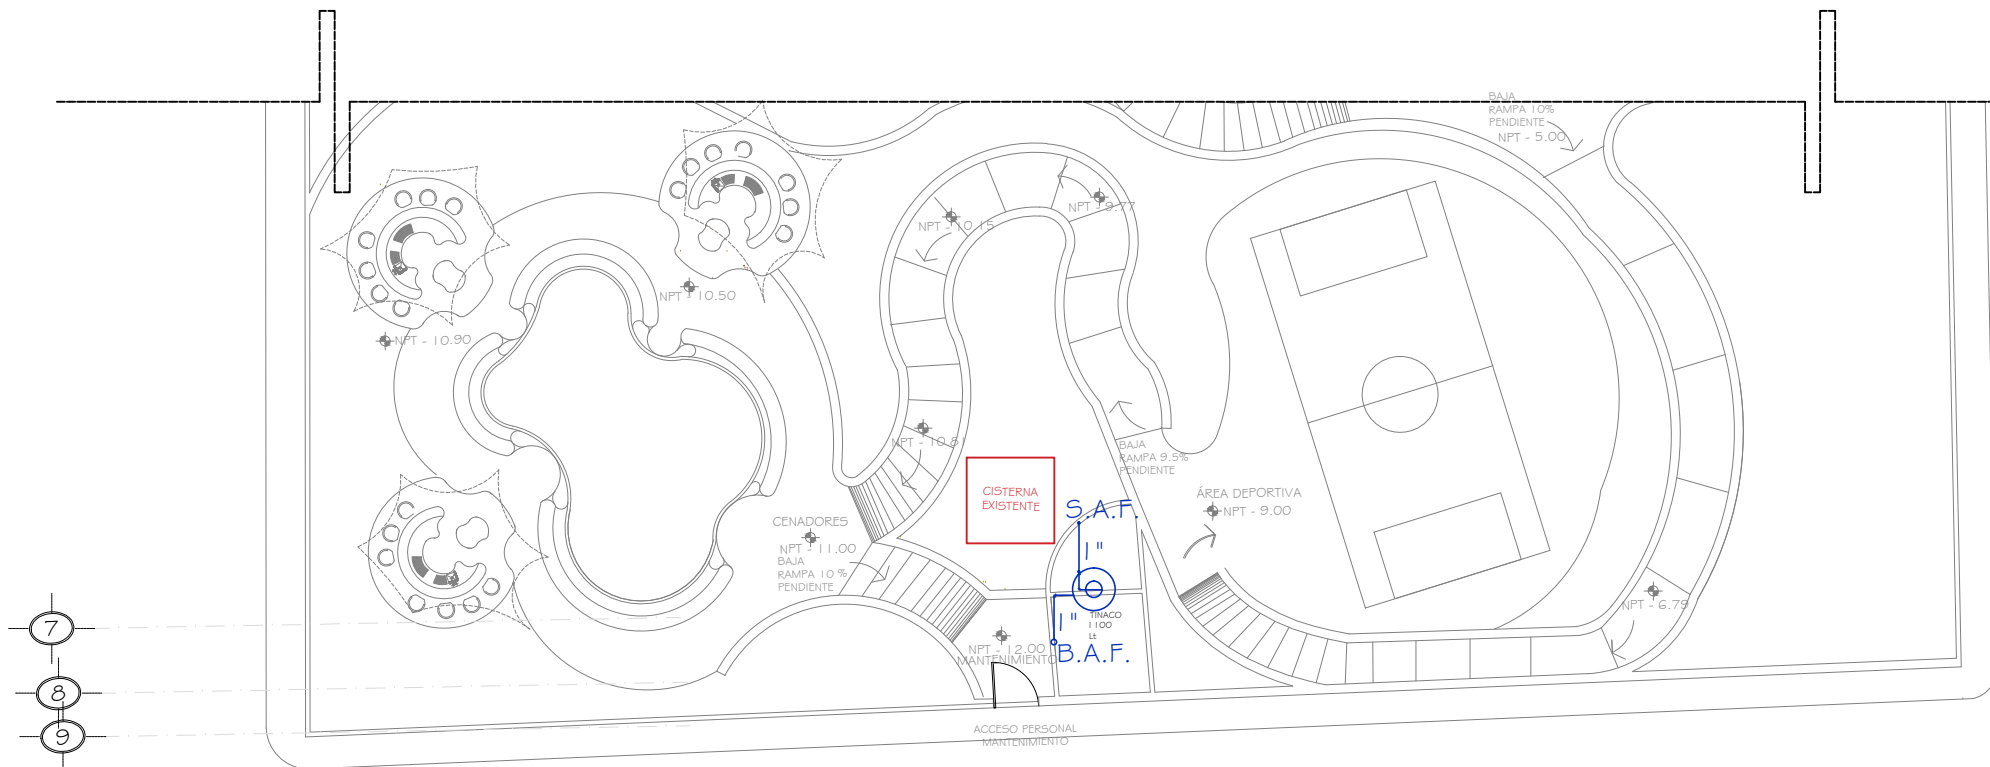 BAJA
RAMPA 10%
PENDIENTE
NPT - 5.00
NPT - 9.77
NPT - 10.15
NPT - 10.50
NPT - 10.90
NPT - 10.81
BAJA
RAMPA 9.5%
PENDIENTE
CISTERNA
EXISTENTE
ÁREA DEPORTIVA
NPT - 9.00
S.A.F.
1"
CENADORES
NPT - 11.00
BAJA
RAMPA 10 %
PENDIENTE
TINACO
1100
Lt
1"
B.A.F.
NPT - 6.79
NPT - 12.00
MANTENIMIENTO
7
8
9
ACCESO PERSONAL
MANTENIMIENTO